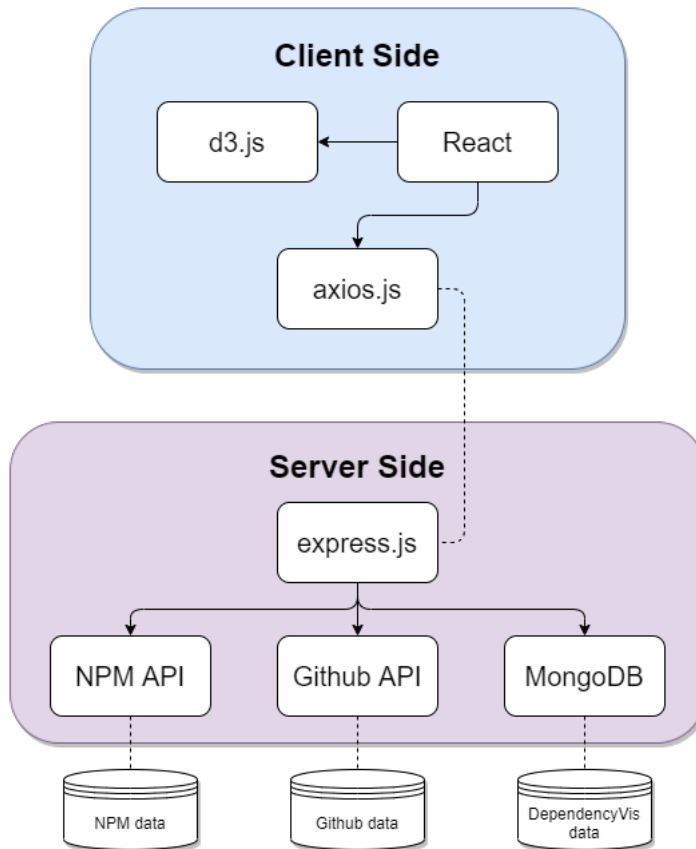 Client Side
d3.js
React
axios.js
Server Side
express.js
NPM API
Github API
MongoDB
NPM data
Github data
DependencyVis
data